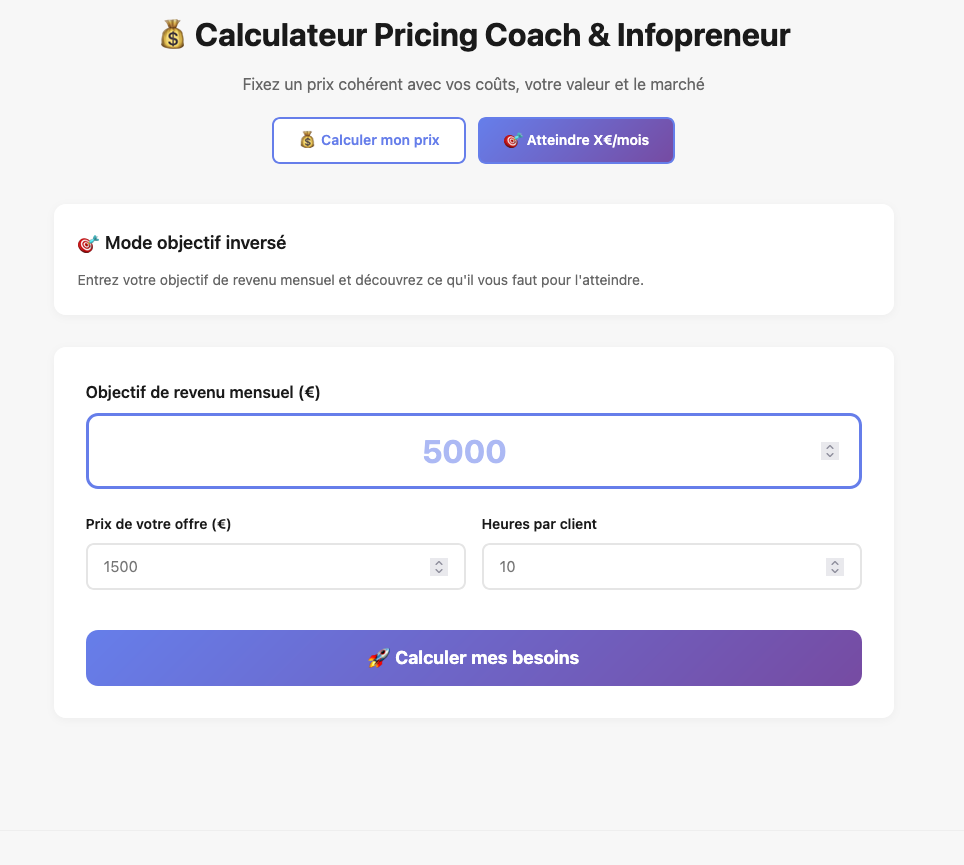 💰 Calculateur Pricing Coach & Infopreneur
Fixez un prix cohérent avec vos coûts, votre valeur et le marché
💰 Calculer mon prix
🎯 Atteindre X€/mois
🎯 Mode objectif inversé
Entrez votre objectif de revenu mensuel et découvrez ce qu'il vous faut pour l'atteindre.
Objectif de revenu mensuel (€)
5000
Prix de votre offre (€)
Heures par client
1500
10
🚀 Calculer mes besoins